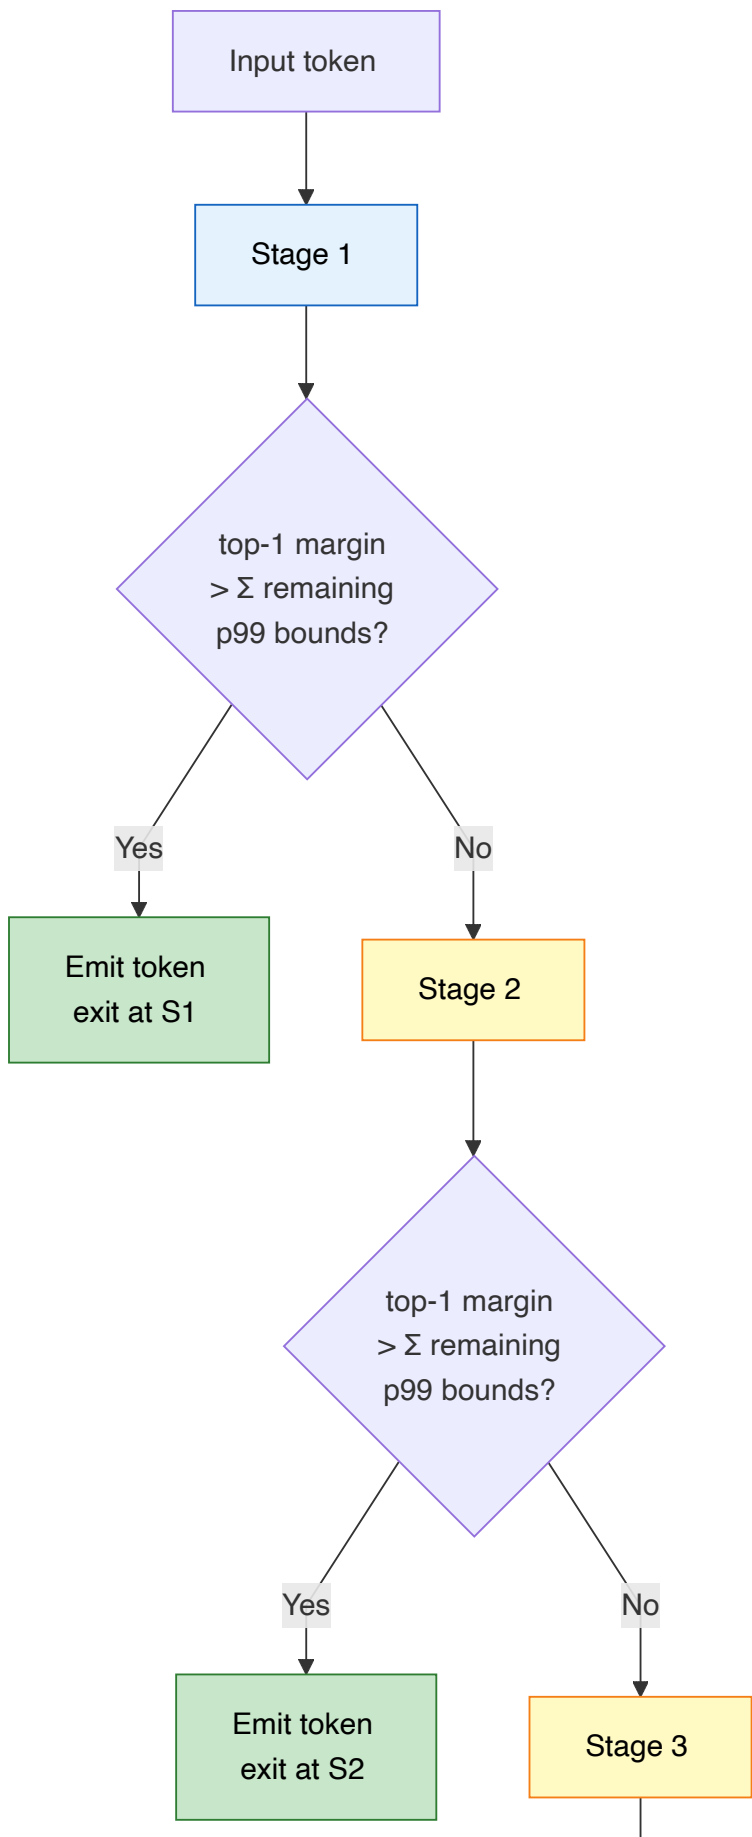 Input token
Stage 1
top-1 margin
> Σ remaining
p99 bounds?
Yes
No
Emit token
exit at S1
Stage 2
top-1 margin
> Σ remaining
p99 bounds?
Yes
No
Emit token
exit at S2
Stage 3